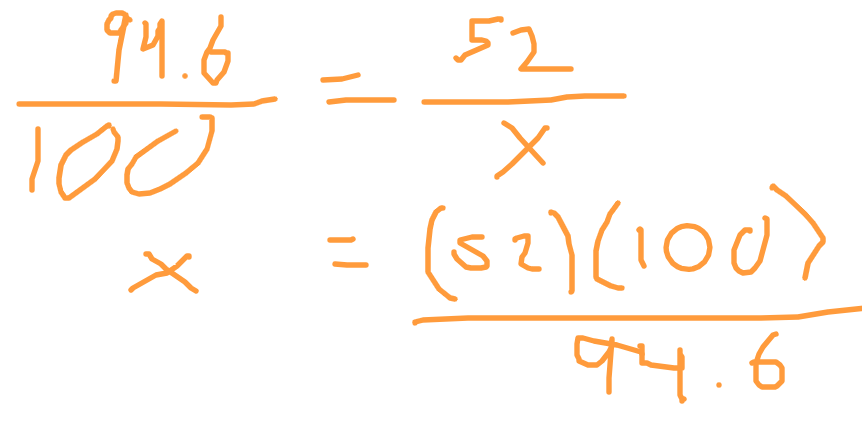 94.6/100 = 52/x
x = (52)(100)/94.6